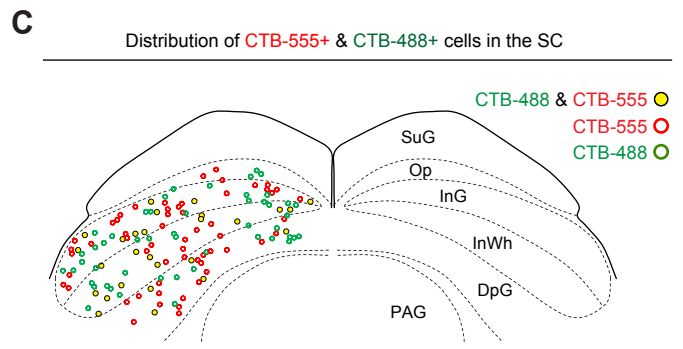 C
Distribution of CTB-555+ & CTB-488+ cells in the SC
CTB-488 & CTB-555
CTB-555
CTB-488
SuG
Op
InG
InWh
DpG
PAG